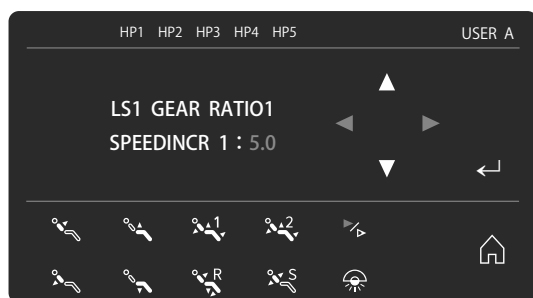 HP1 HP2 HP3 HP4 HP5 USER A
LS1 GEAR RATIO1
SPEEDINCR 1 : 5.0
1 2
R S